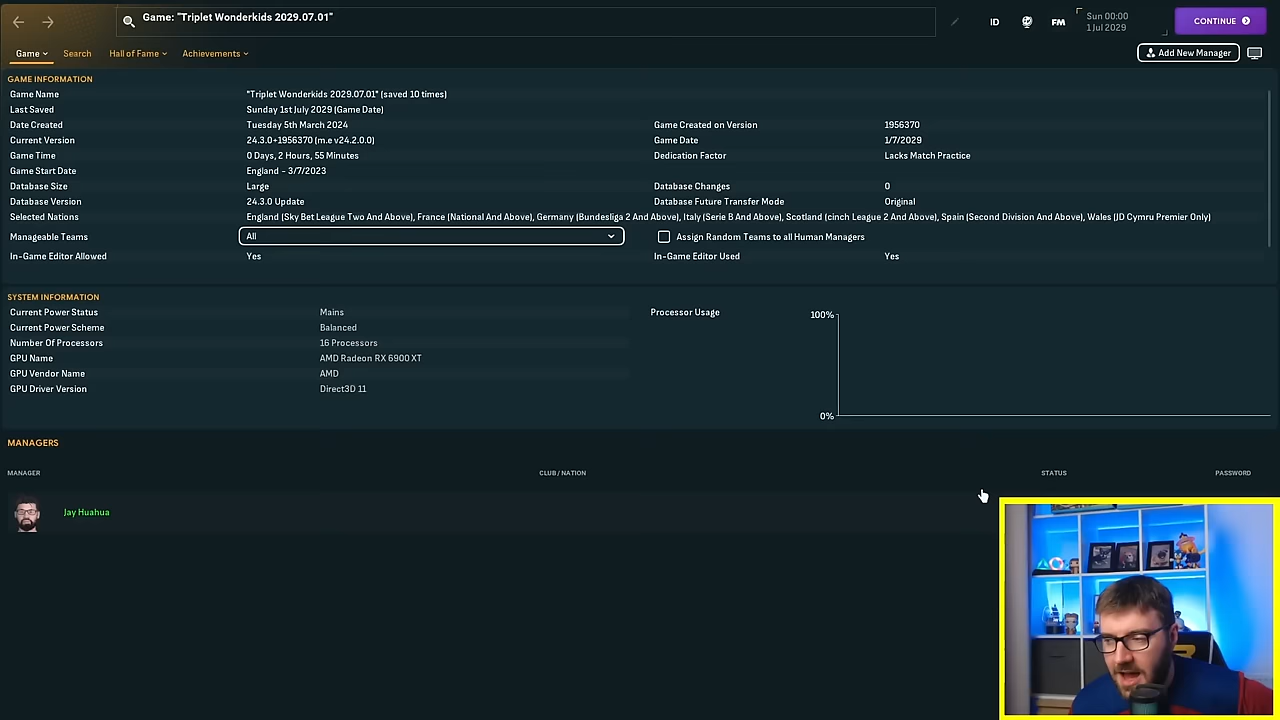 Game: "Triplet Wonderkids 2029.07.01"
ID
FM
Sun 00:00
1 Jul 2029
CONTINUE
Game
Search
Hall of Fame
Achievements
Add New Manager
GAME INFORMATION
Game Name "Triplet Wonderkids 2029.07.01" (saved 10 times)
Last Saved Sunday 1st July 2029 (Game Date)
Date Created Tuesday 5th March 2024 Game Created on Version 1956370
Current Version 24.3.0+1956370 (m.e v24.2.0.0) Game Date 1/7/2029
Game Time 0 Days, 2 Hours, 55 Minutes Dedication Factor Lacks Match Practice
Game Start Date England - 3/7/2023
Database Size Large Database Changes 0
Database Version 24.3.0 Update Database Future Transfer Mode Original
Selected Nations England (Sky Bet League Two And Above), France (National And Above), Germany (Bundesliga 2 And Above), Italy (Serie B And Above), Scotland (cinch League 2 And Above), Spain (Second Division And Above), Wales (JD Cymru Premier Only)
Manageable Teams All Assign Random Teams to all Human Managers
In-Game Editor Allowed Yes In-Game Editor Used Yes
SYSTEM INFORMATION
Current Power Status Mains Processor Usage 100%
Current Power Scheme Balanced
Number Of Processors 16 Processors
GPU Name AMD Radeon RX 6900 XT
GPU Vendor Name AMD
GPU Driver Version Direct3D 11
0%
MANAGERS
MANAGER CLUB / NATION STATUS PASSWORD
Jay Huahua